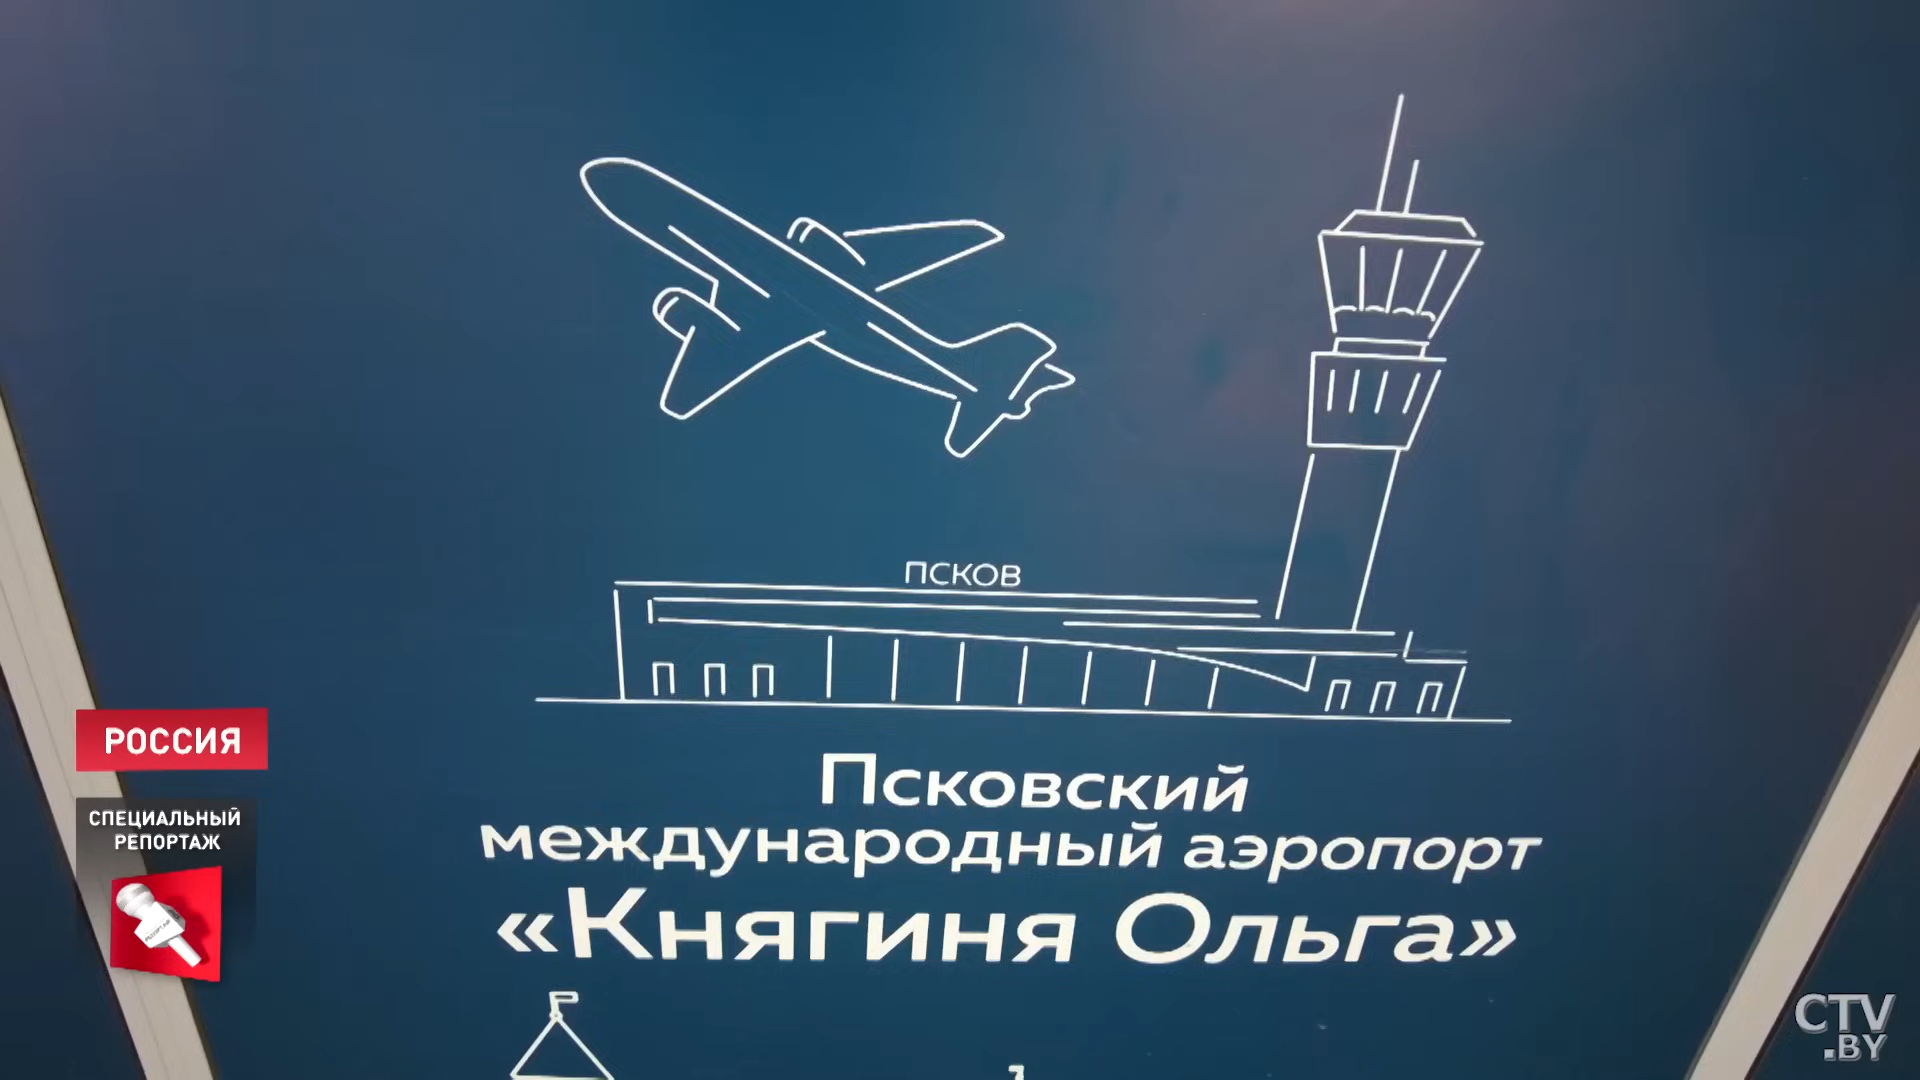 ПСКОВ
Псковский
международный аэропорт
«Княгиня Ольга»
РОССИЯ
СПЕЦИАЛЬНЫЙ
РЕПОРТАЖ
CTV
.BY